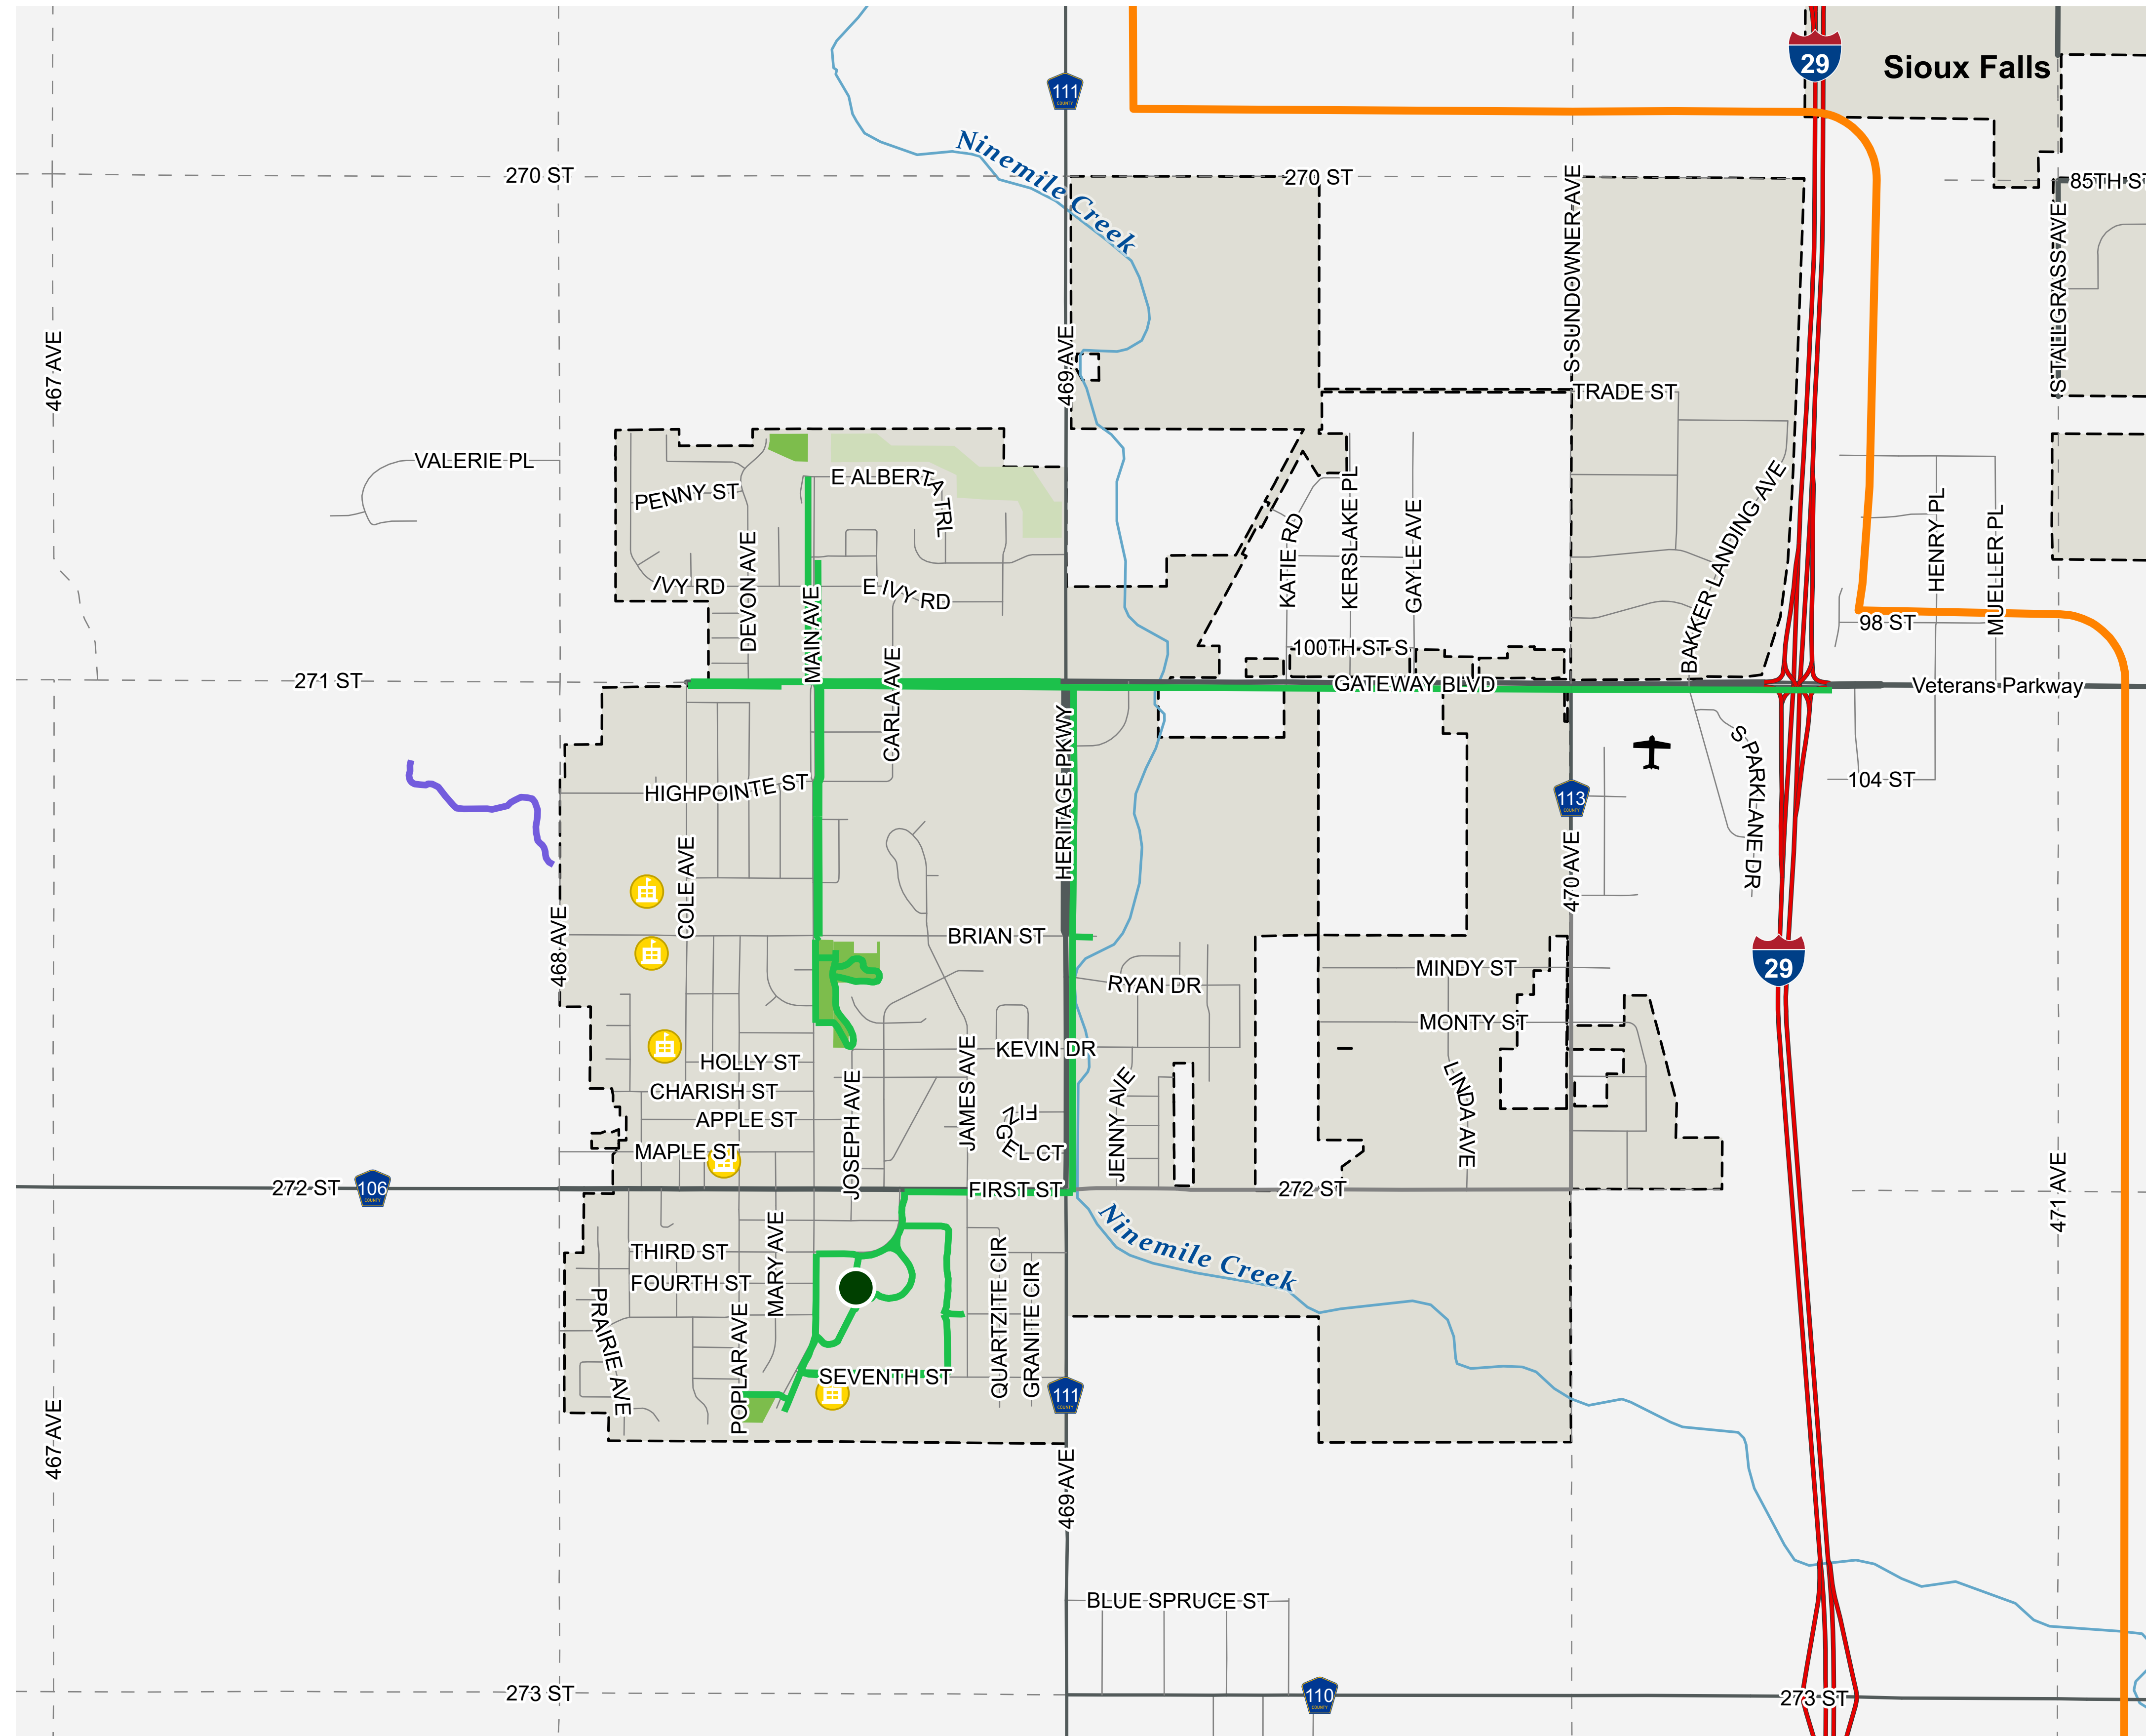 29
Sioux Falls
111
COUNTY
Ninemile Creek
270 ST
270 ST
85TH ST
S SUNDOWNER AVE
S TALLGRASS AVE
467 AVE
469 AVE
TRADE ST
VALERIE PL
PENNY ST
E ALBERTA TRL
DEVON AVE
IVY RD
E IVY RD
MAIN AVE
KATIE RD
KERSLAKE PL
GAYLE AVE
BAKKER LANDING AVE
HENRY PL
MUELLER PL
98 ST
100TH ST S
271 ST
CARLA AVE
GATEWAY BLVD
Veterans Parkway
HERITAGE PKWY
S PARKLANE DR
104 ST
HIGHPOINTE ST
113
COUNTY
COLE AVE
470 AVE
468 AVE
BRIAN ST
29
MINDY ST
RYAN DR
MONTY ST
KEVIN DR
HOLLY ST
CHARISH ST
APPLE ST
MAPLE ST
JOSEPH AVE
JAMES AVE
FINZGEL CT
JENNY AVE
LINDA AVE
471 AVE
272 ST
106
COUNTY
FIRST ST
272 ST
Ninemile Creek
THIRD ST
FOURTH ST
MARY AVE
PRAIRIE AVE
POPLAR AVE
QUARTZITE CIR
GRANITE CIR
SEVENTH ST
111
COUNTY
467 AVE
469 AVE
BLUE SPRUCE ST
273 ST
110
COUNTY
273 ST